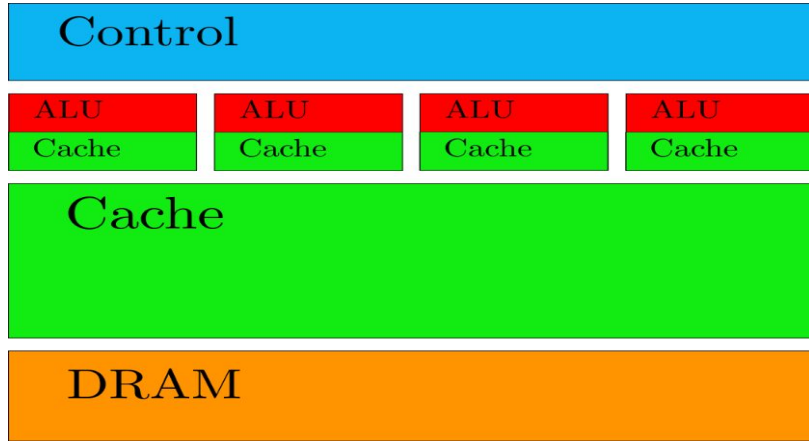 Control
ALU ALU ALU ALU
Cache Cache Cache Cache
Cache
DRAM